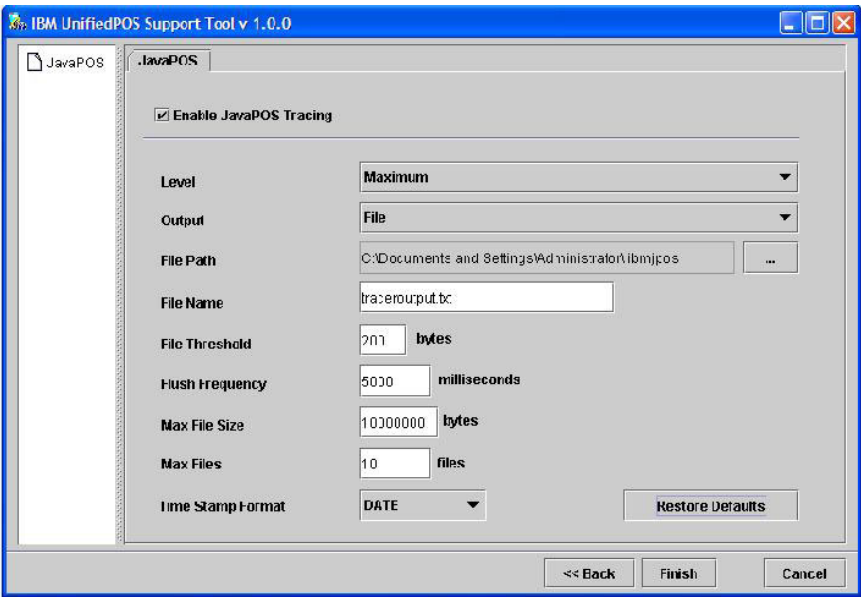 IBM UnifiedPOS Support Tool v 1.0.0
JavaPOS
JavaPOS
Enable JavaPOS Tracing
Level Maximum
Output File
File Path C:\Documents and Settings\Administrator\ibmjpos ...
File Name traceroutput.txt
File Threshold 200 bytes
Flush Frequency 5000 milliseconds
Max File Size 10000000 bytes
Max Files 10 files
Time Stamp Format DATE Restore Defaults
<< Back Finish Cancel